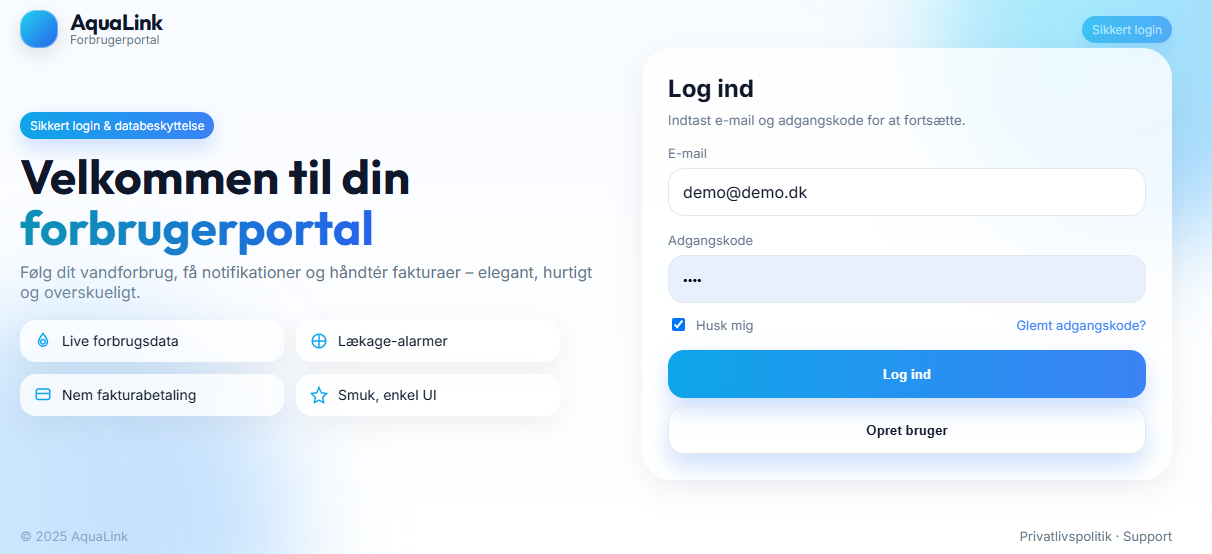 AquaLink
Forbrugerportal
Sikkert login
Sikkert login & databeskyttelse
Velkommen til din
forbrugerportal
Følg dit vandforbrug, få notifikationer og håndtér fakturaer – elegant, hurtigt
og overskueligt.
Live forbrugsdata
Lækage-alarmer
Nem fakturabetaling
Smuk, enkel UI
Log ind
Indtast e-mail og adgangskode for at fortsætte.
E-mail
demo@demo.dk
Adgangskode
••••
Husk mig
Glemt adgangskode?
Log ind
Opret bruger
© 2025 AquaLink
Privatlivspolitik · Support